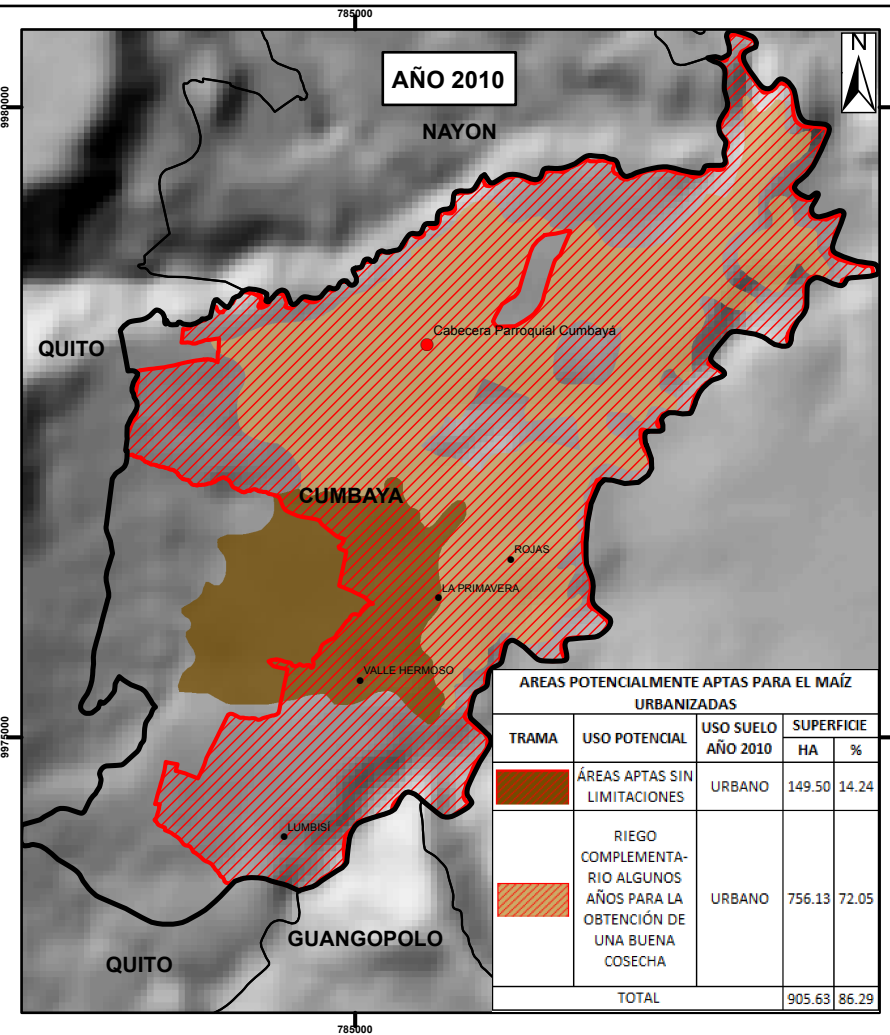 785000
AÑO 2010
N
9980000
NAYON
QUITO
Cabecera Parroquial Cumbayá
CUMBAYA
ROJAS
LA PRIMAVERA
VALLE HERMOSO
9975000
LUMBISÍ
GUANGOPOLO
QUITO
785000
AREAS POTENCIALMENTE APTAS PARA EL MAÍZ
URBANIZADAS
TRAMA
USO POTENCIAL
USO SUELO
AÑO 2010
SUPERFICIE
HA
%
ÁREAS APTAS SIN
LIMITACIONES
URBANO
149.50
14.24
RIEGO
COMPLEMENTA-
RIO ALGUNOS
AÑOS PARA LA
OBTENCIÓN DE
UNA BUENA
COSECHA
URBANO
756.13
72.05
TOTAL
905.63
86.29